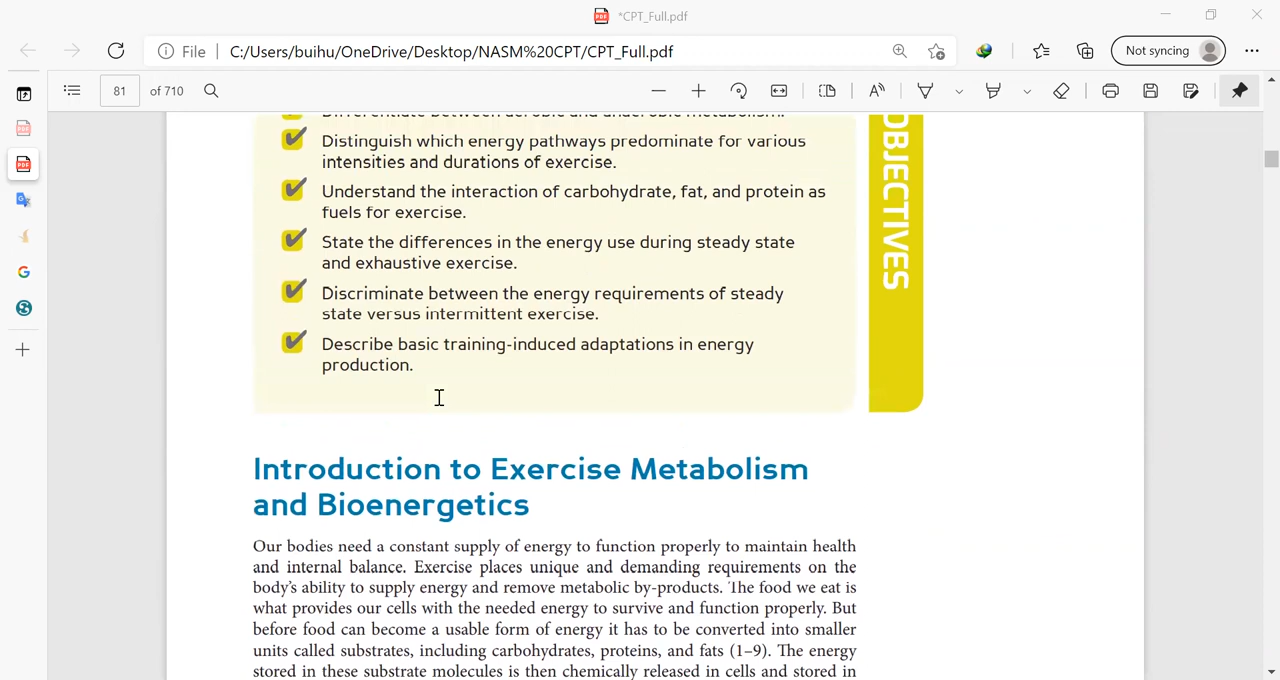 *CPT_Full.pdf
File C:/Users/buihu/OneDrive/Desktop/NASM%20CPT/CPT_Full.pdf Not syncing
81 of 710
Differentiate between aerobic and anaerobic metabolism.
Distinguish which energy pathways predominate for various
intensities and durations of exercise.
Understand the interaction of carbohydrate, fat, and protein as
fuels for exercise.
State the differences in the energy use during steady state
and exhaustive exercise.
Discriminate between the energy requirements of steady
state versus intermittent exercise.
Describe basic training-induced adaptations in energy
production.
OBJECTIVES
Introduction to Exercise Metabolism
and Bioenergetics
Our bodies need a constant supply of energy to function properly to maintain health
and internal balance. Exercise places unique and demanding requirements on the
body’s ability to supply energy and remove metabolic by-products. The food we eat is
what provides our cells with the needed energy to survive and function properly. But
before food can become a usable form of energy it has to be converted into smaller
units called substrates, including carbohydrates, proteins, and fats (1–9). The energy
stored in these substrate molecules is then chemically released in cells and stored in